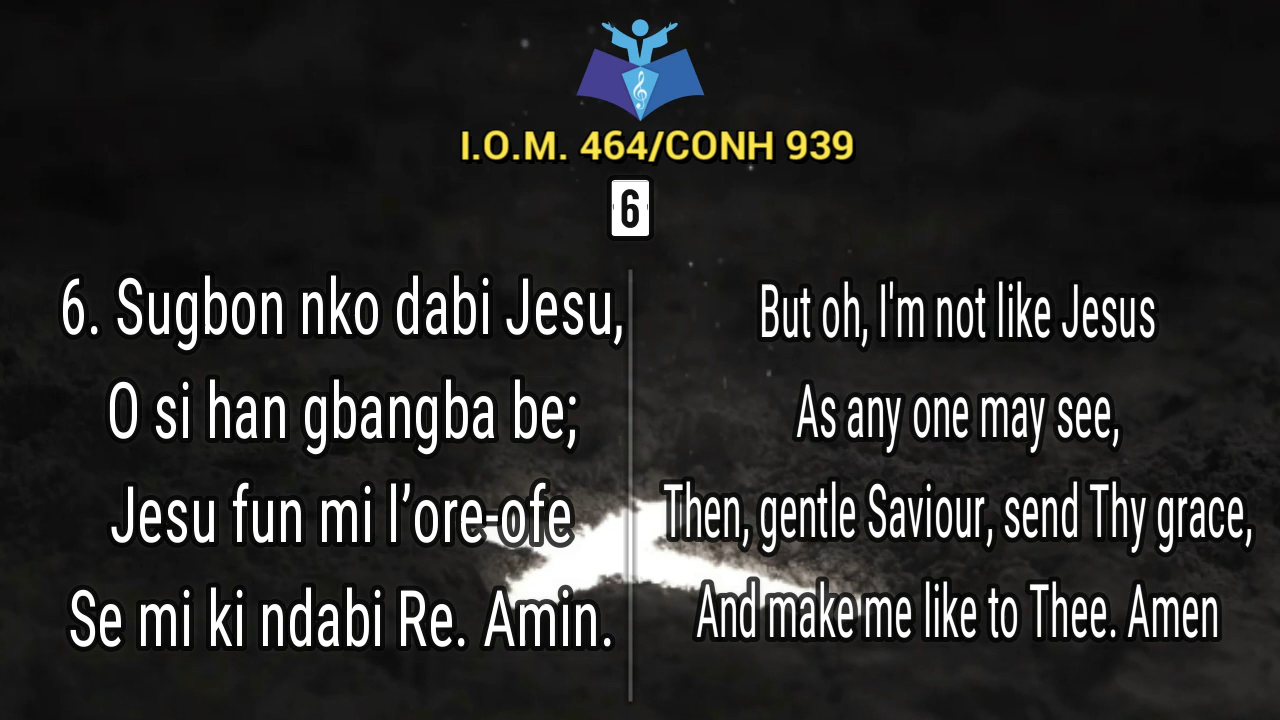 I.O.M. 464/CONH 939
6
6. Sugbon nko dabi Jesu,
O si han gbangba be;
Jesu fun mi l’ore-ofe
Se mi ki ndabi Re. Amin.
But oh, I'm not like Jesus
As any one may see,
Then, gentle Saviour, send Thy grace,
And make me like to Thee. Amen